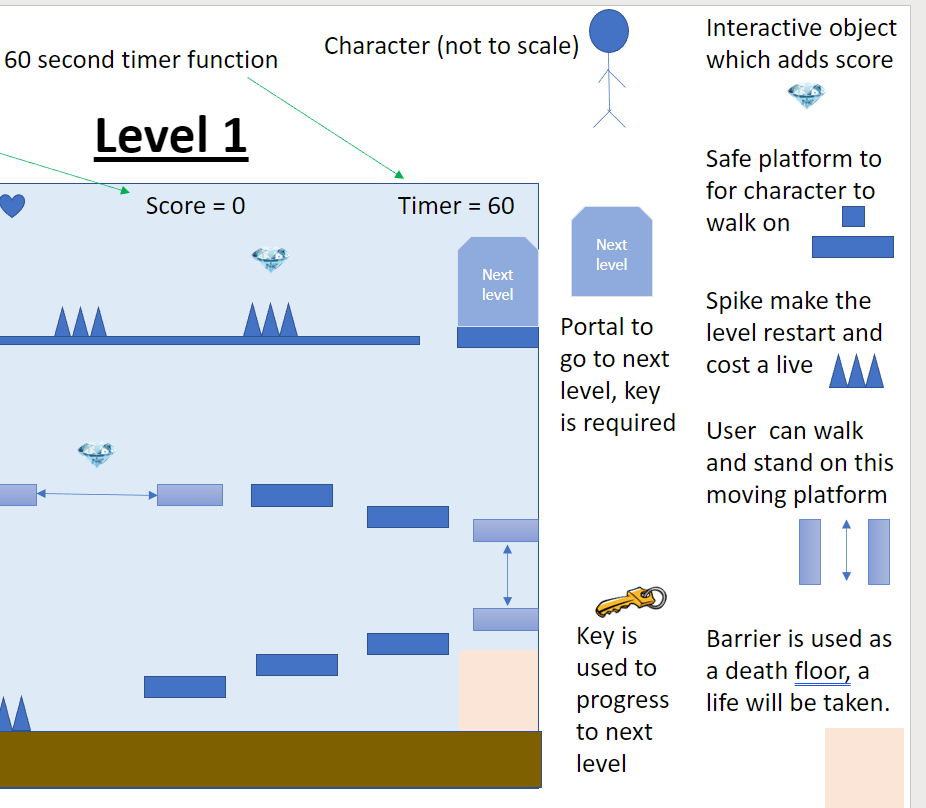 60 second timer function
Character (not to scale)
Interactive object
which adds score
Level 1
Score = 0
Timer = 60
Next
level
Next
level
Safe platform to
for character to
walk on
Portal to
go to next
level, key
is required
Spike make the
level restart and
cost a live
User  can walk
and stand on this
moving platform
Key is
used to
progress
to next
level
Barrier is used as
a death floor, a
life will be taken.